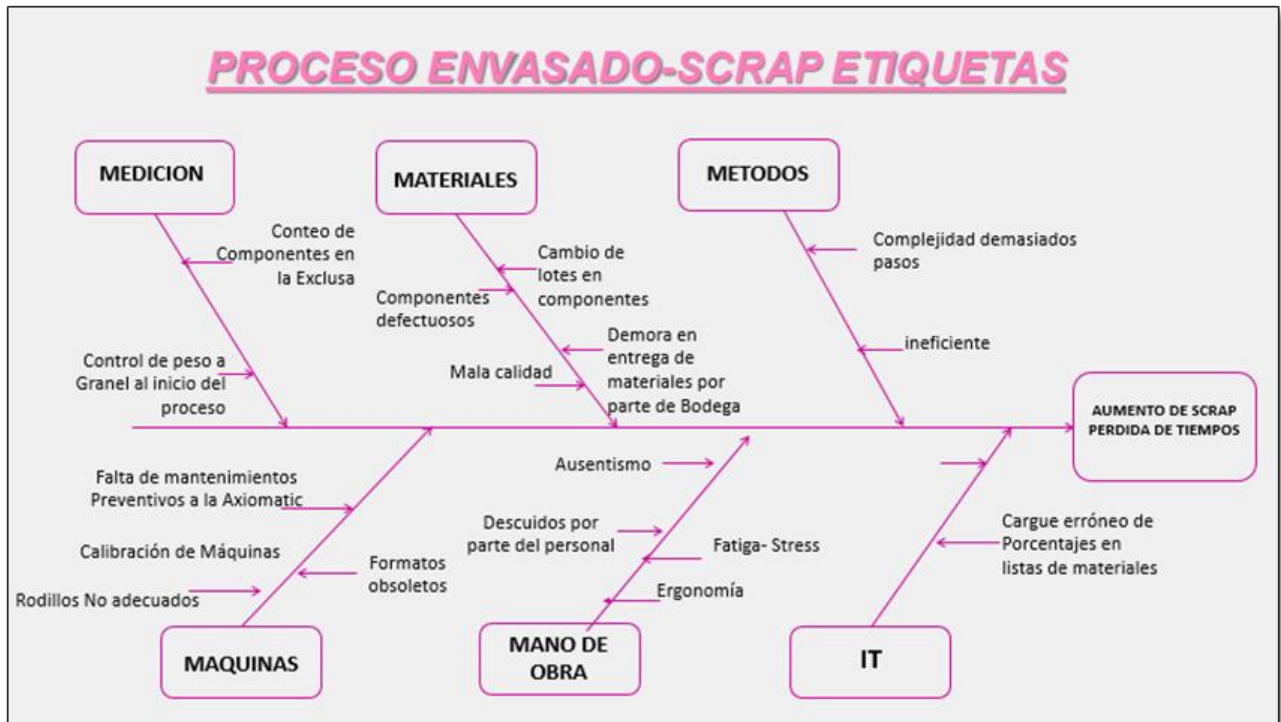 PROCESO ENVASADO-SCRAP ETIQUETAS
MEDICION
Conteo de
Componentes en
la Exclusa
Control de peso a
Granel al inicio del
proceso
MATERIALES
Cambio de
lotes en
componentes
Componentes
defectuosos
Demora en
entrega de
materiales por
parte de Bodega
Mala calidad
METODOS
Complejidad demasiados
pasos
ineficiente
AUMENTO DE SCRAP
PERDIDA DE TIEMPOS
Falta de mantenimientos
Preventivos a la Axiomatic
Calibración de Máquinas
Formatos
obsoletos
Rodillos No adecuados
MAQUINAS
Ausentismo
Descuidos por
parte del personal
Fatiga- Stress
Ergonomía
MANO DE
OBRA
Cargue erróneo de
Porcentajes en
listas de materiales
IT